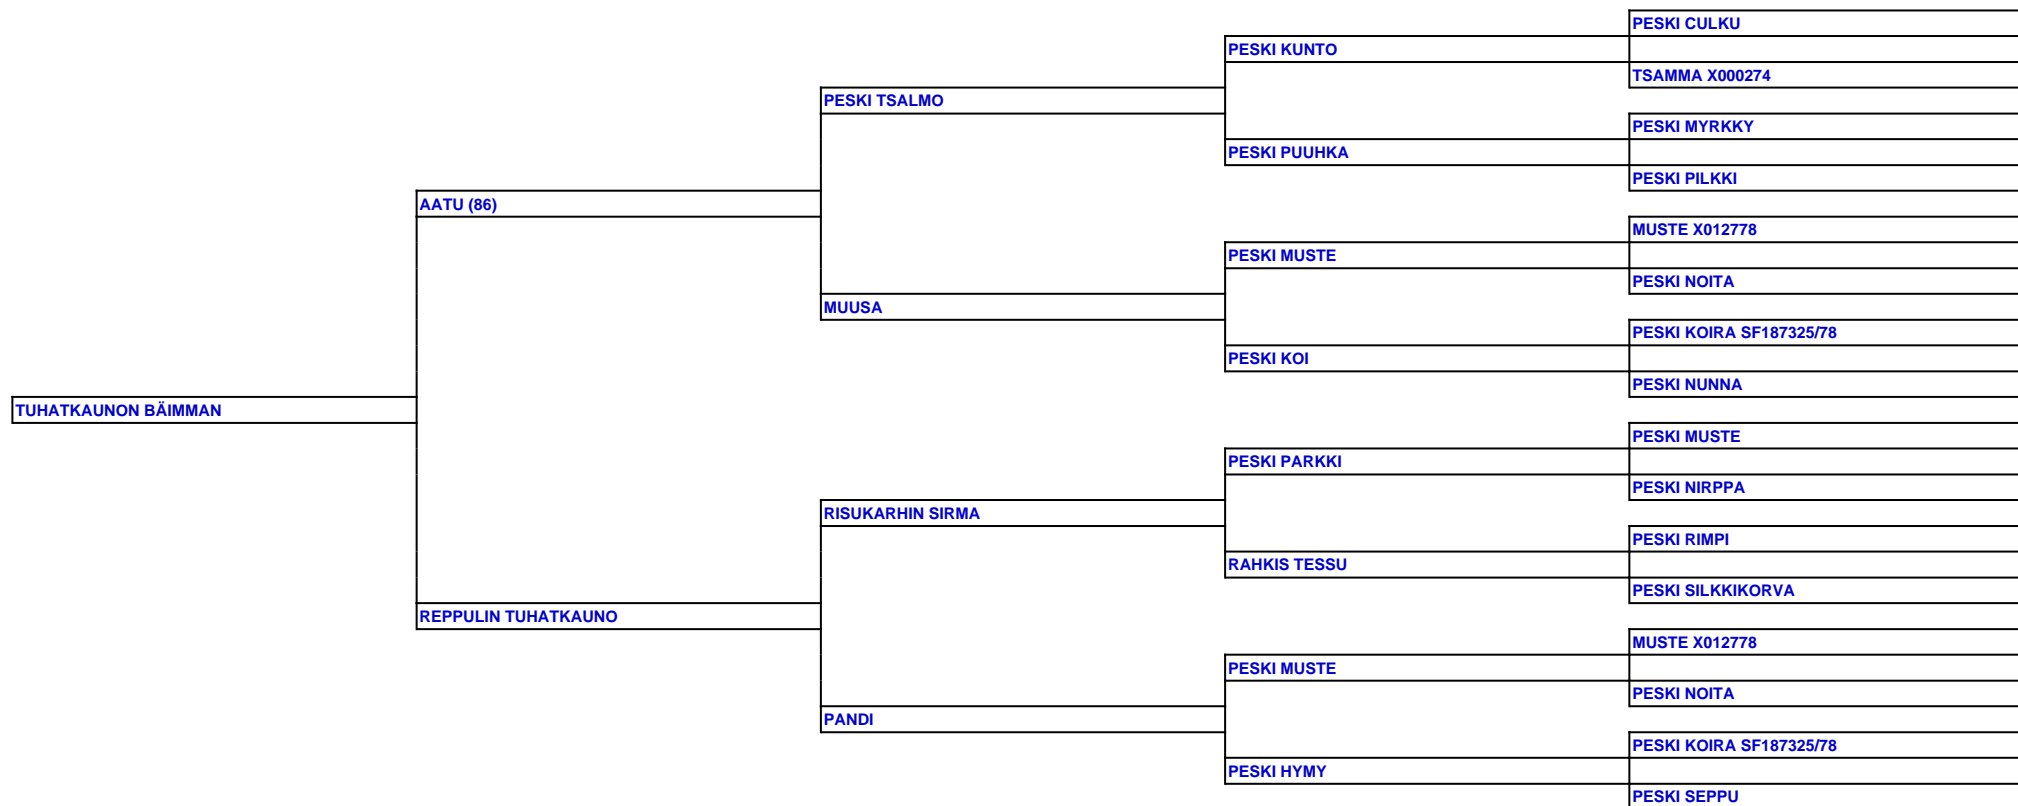 PESKI CULKU
PESKI KUNTO
TSAMMA X000274
PESKI TSALMO
PESKI MYRKKY
PESKI PUUHKA
PESKI PILKKI
AATU (86)
MUSTE X012778
PESKI MUSTE
PESKI NOITA
MUUSA
PESKI KOIRA SF187325/78
PESKI KOI
PESKI NUNNA
TUHATKAUNON BÄIMMAN
PESKI MUSTE
PESKI PARKKI
PESKI NIRPPA
RISUKARHIN SIRMA
PESKI RIMPI
RAHKIS TESSU
PESKI SILKKIKORVA
REPPULIN TUHATKAUNO
MUSTE X012778
PESKI MUSTE
PESKI NOITA
PANDI
PESKI KOIRA SF187325/78
PESKI HYMY
PESKI SEPPU